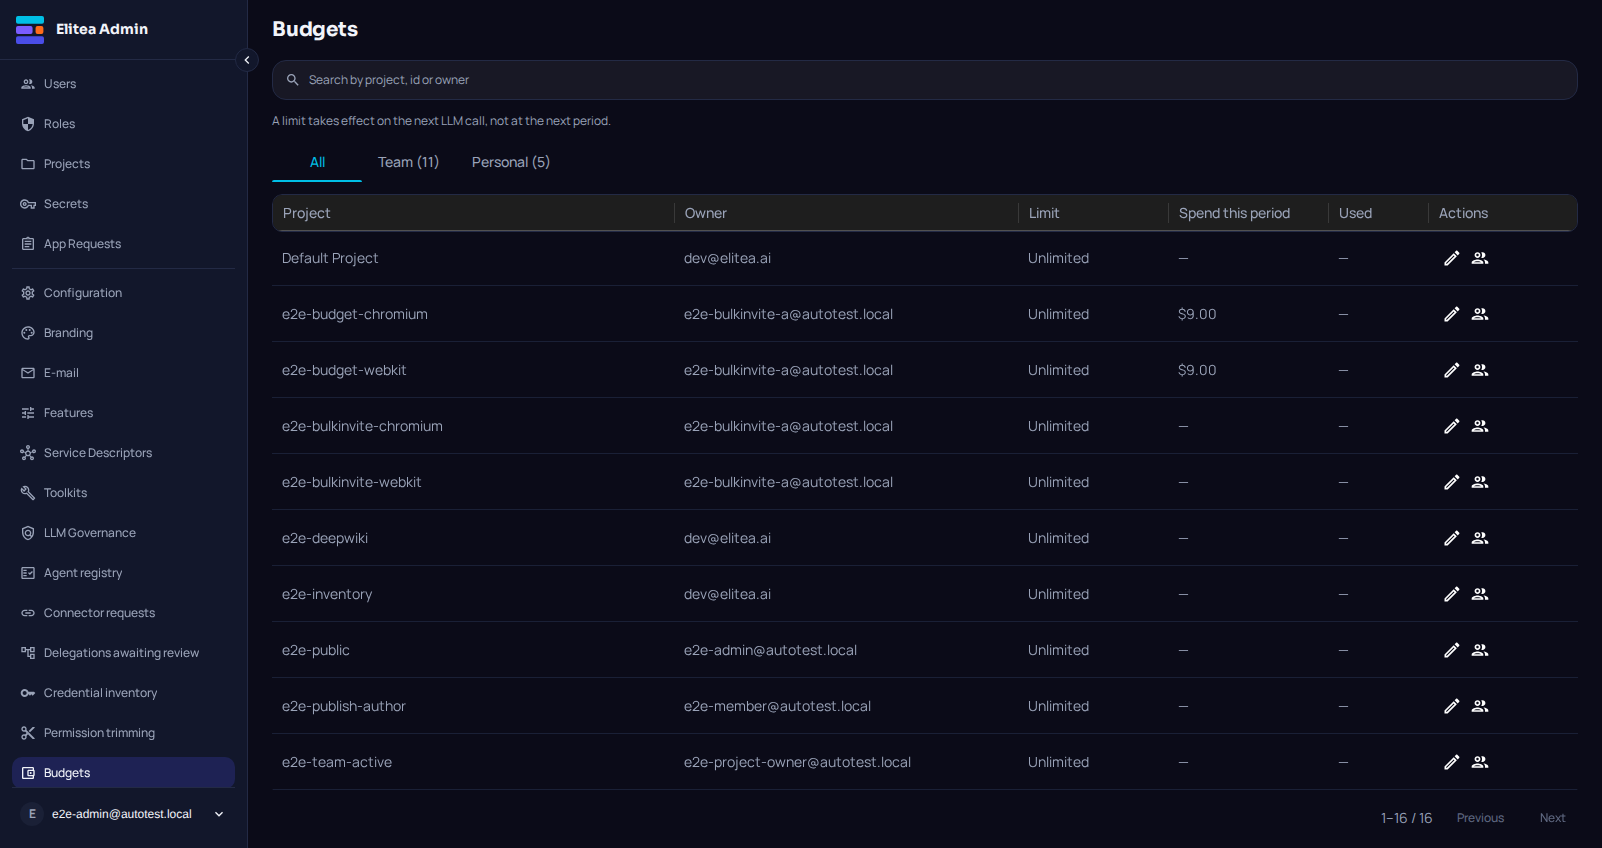 Elitea Admin
Users
Roles
Projects
Secrets
App Requests
Configuration
Branding
E-mail
Features
Service Descriptors
Toolkits
LLM Governance
Agent registry
Connector requests
Delegations awaiting review
Credential inventory
Permission trimming
Budgets
E e2e-admin@autotest.local
Budgets
Search by project, id or owner
A limit takes effect on the next LLM call, not at the next period.
All Team (11) Personal (5)
Project Owner Limit Spend this period Used Actions
Default Project dev@elitea.ai Unlimited — —
e2e-budget-chromium e2e-bulkinvite-a@autotest.local Unlimited $9.00 —
e2e-budget-webkit e2e-bulkinvite-a@autotest.local Unlimited $9.00 —
e2e-bulkinvite-chromium e2e-bulkinvite-a@autotest.local Unlimited — —
e2e-bulkinvite-webkit e2e-bulkinvite-a@autotest.local Unlimited — —
e2e-deepwiki dev@elitea.ai Unlimited — —
e2e-inventory dev@elitea.ai Unlimited — —
e2e-public e2e-admin@autotest.local Unlimited — —
e2e-publish-author e2e-member@autotest.local Unlimited — —
e2e-team-active e2e-project-owner@autotest.local Unlimited — —
1–16 / 16 Previous Next